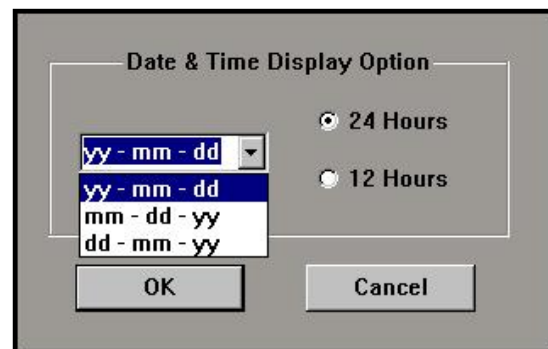 Date & Time Display Option
24 Hours
yy - mm - dd
12 Hours
yy - mm - dd
mm - dd - yy
dd - mm - yy
OK
Cancel